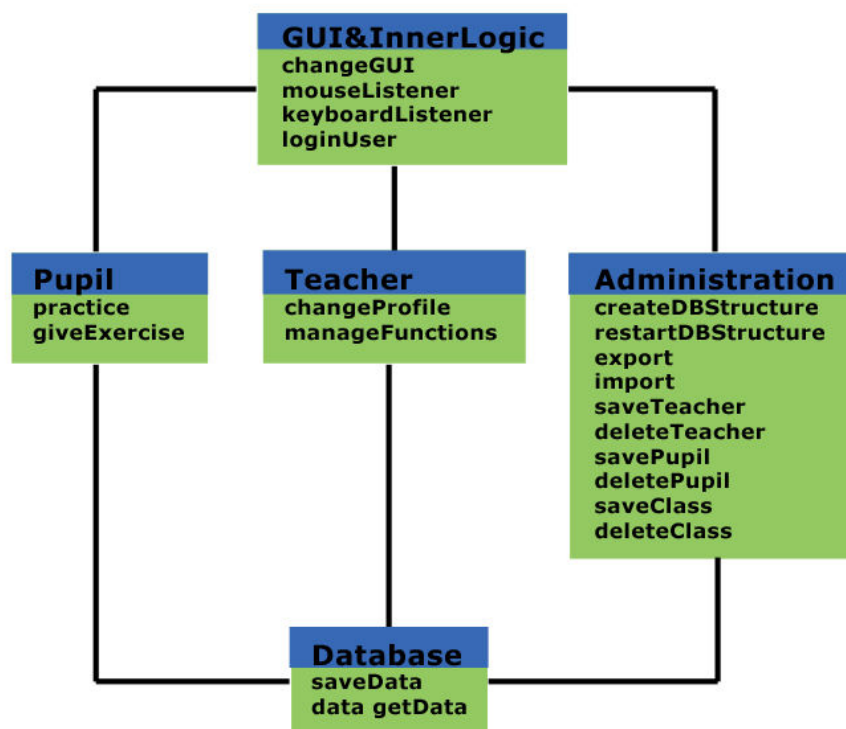 GUI&InnerLogic
changeGUI
mouseListener
keyboardListener
loginUser
Pupil
practice
giveExercise
Teacher
changeProfile
manageFunctions
Administration
createDBStructure
restartDBStructure
export
import
saveTeacher
deleteTeacher
savePupil
deletePupil
saveClass
deleteClass
Database
saveData
data getData